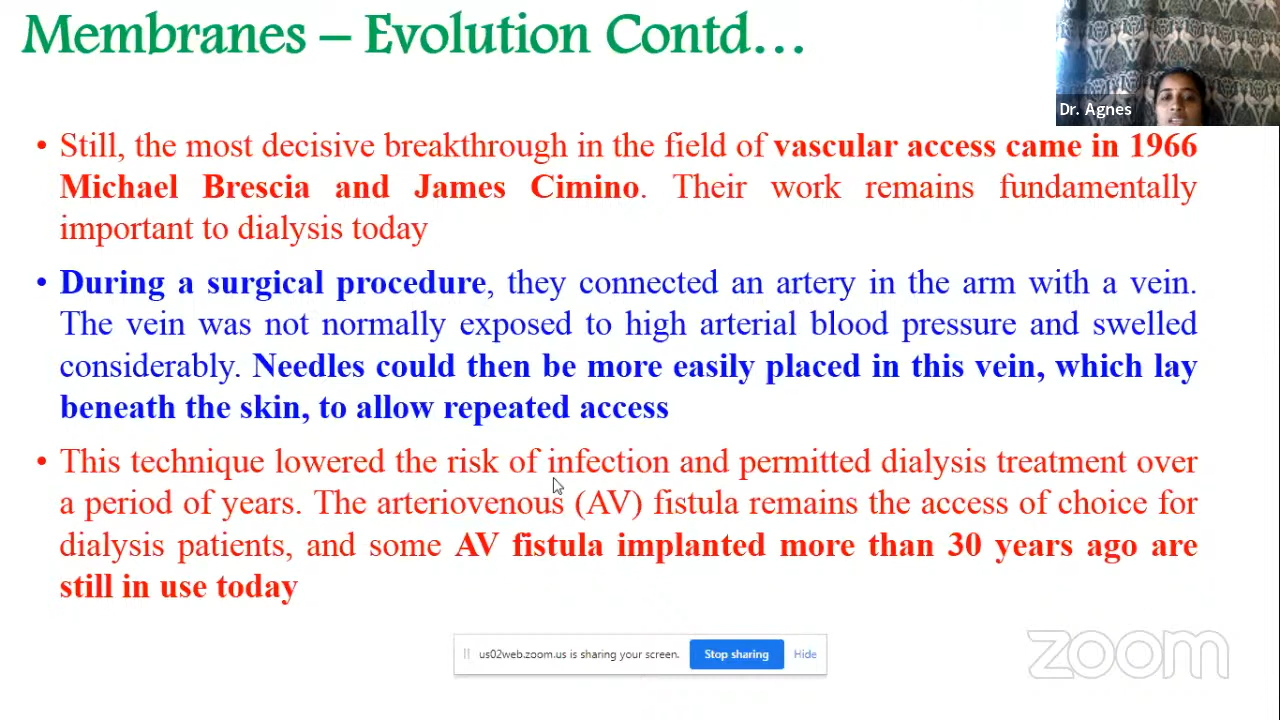 Membranes – Evolution Contd...
Dr. Agnes
• Still, the most decisive breakthrough in the field of vascular access came in 1966
Michael Brescia and James Cimino. Their work remains fundamentally
important to dialysis today
• During a surgical procedure, they connected an artery in the arm with a vein.
The vein was not normally exposed to high arterial blood pressure and swelled
considerably. Needles could then be more easily placed in this vein, which lay
beneath the skin, to allow repeated access
• This technique lowered the risk of infection and permitted dialysis treatment over
a period of years. The arteriovenous (AV) fistula remains the access of choice for
dialysis patients, and some AV fistula implanted more than 30 years ago are
still in use today
us02web.zoom.us is sharing your screen. Stop sharing Hide
zoom